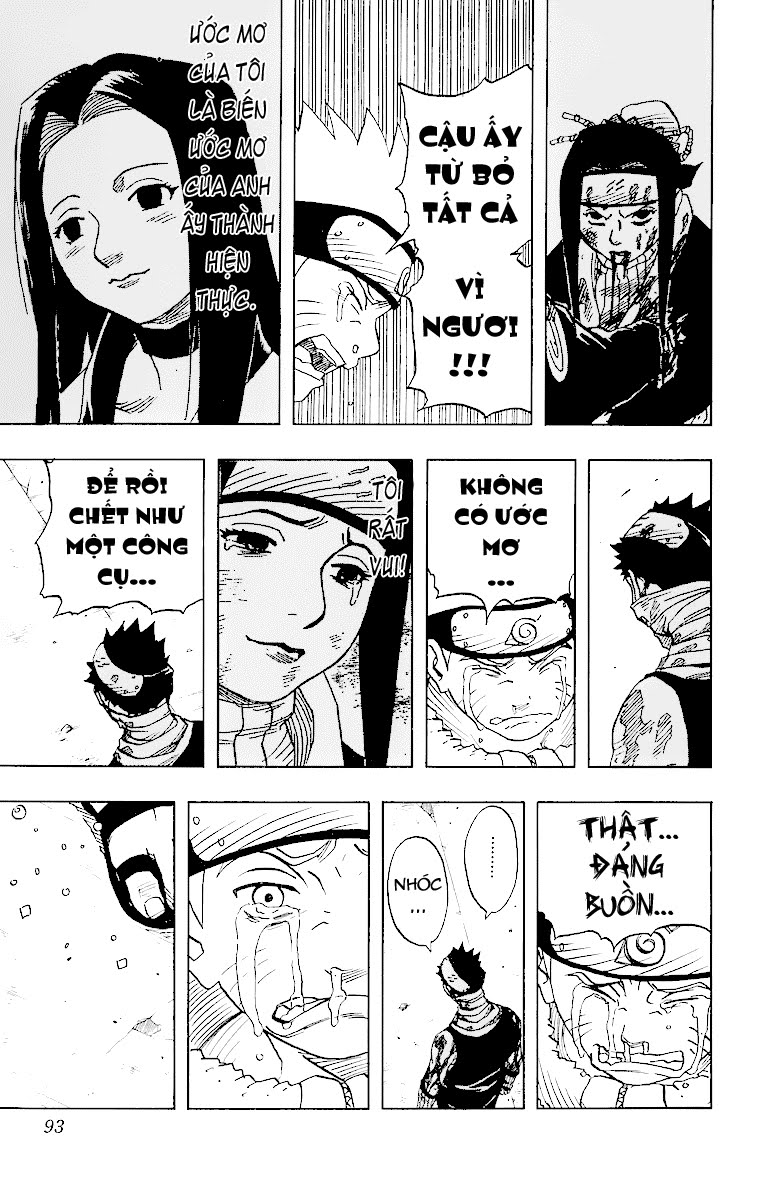 CẬU ẤY
TỪ BỎ
TẤT CẢ
VÌ
NGƯƠI
!!!
ƯỚC MƠ
CỦA TÔI
LÀ BIẾN
ƯỚC MƠ
CỦA ANH
ẤY THÀNH
HIỆN
THỰC.
KHÔNG
CÓ ƯỚC
MƠ
...
TÔI
RẤT
VUI!
ĐỂ RỒI
CHẾT NHƯ
MỘT CÔNG
CỤ...
THẬT...
ĐÁNG
BUỒN...
......
NHÓC
...
93